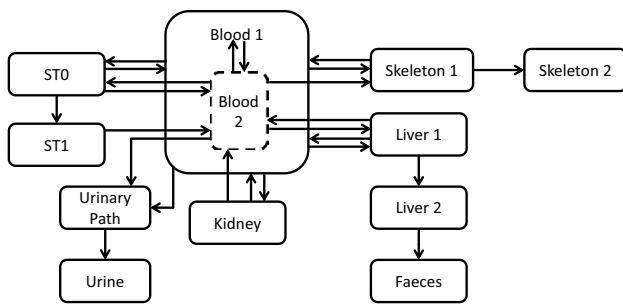 Blood 1
ST0
Skeleton 1
Skeleton 2
Blood
2
ST1
Liver 1
Urinary
Path
Kidney
Liver 2
Urine
Faeces